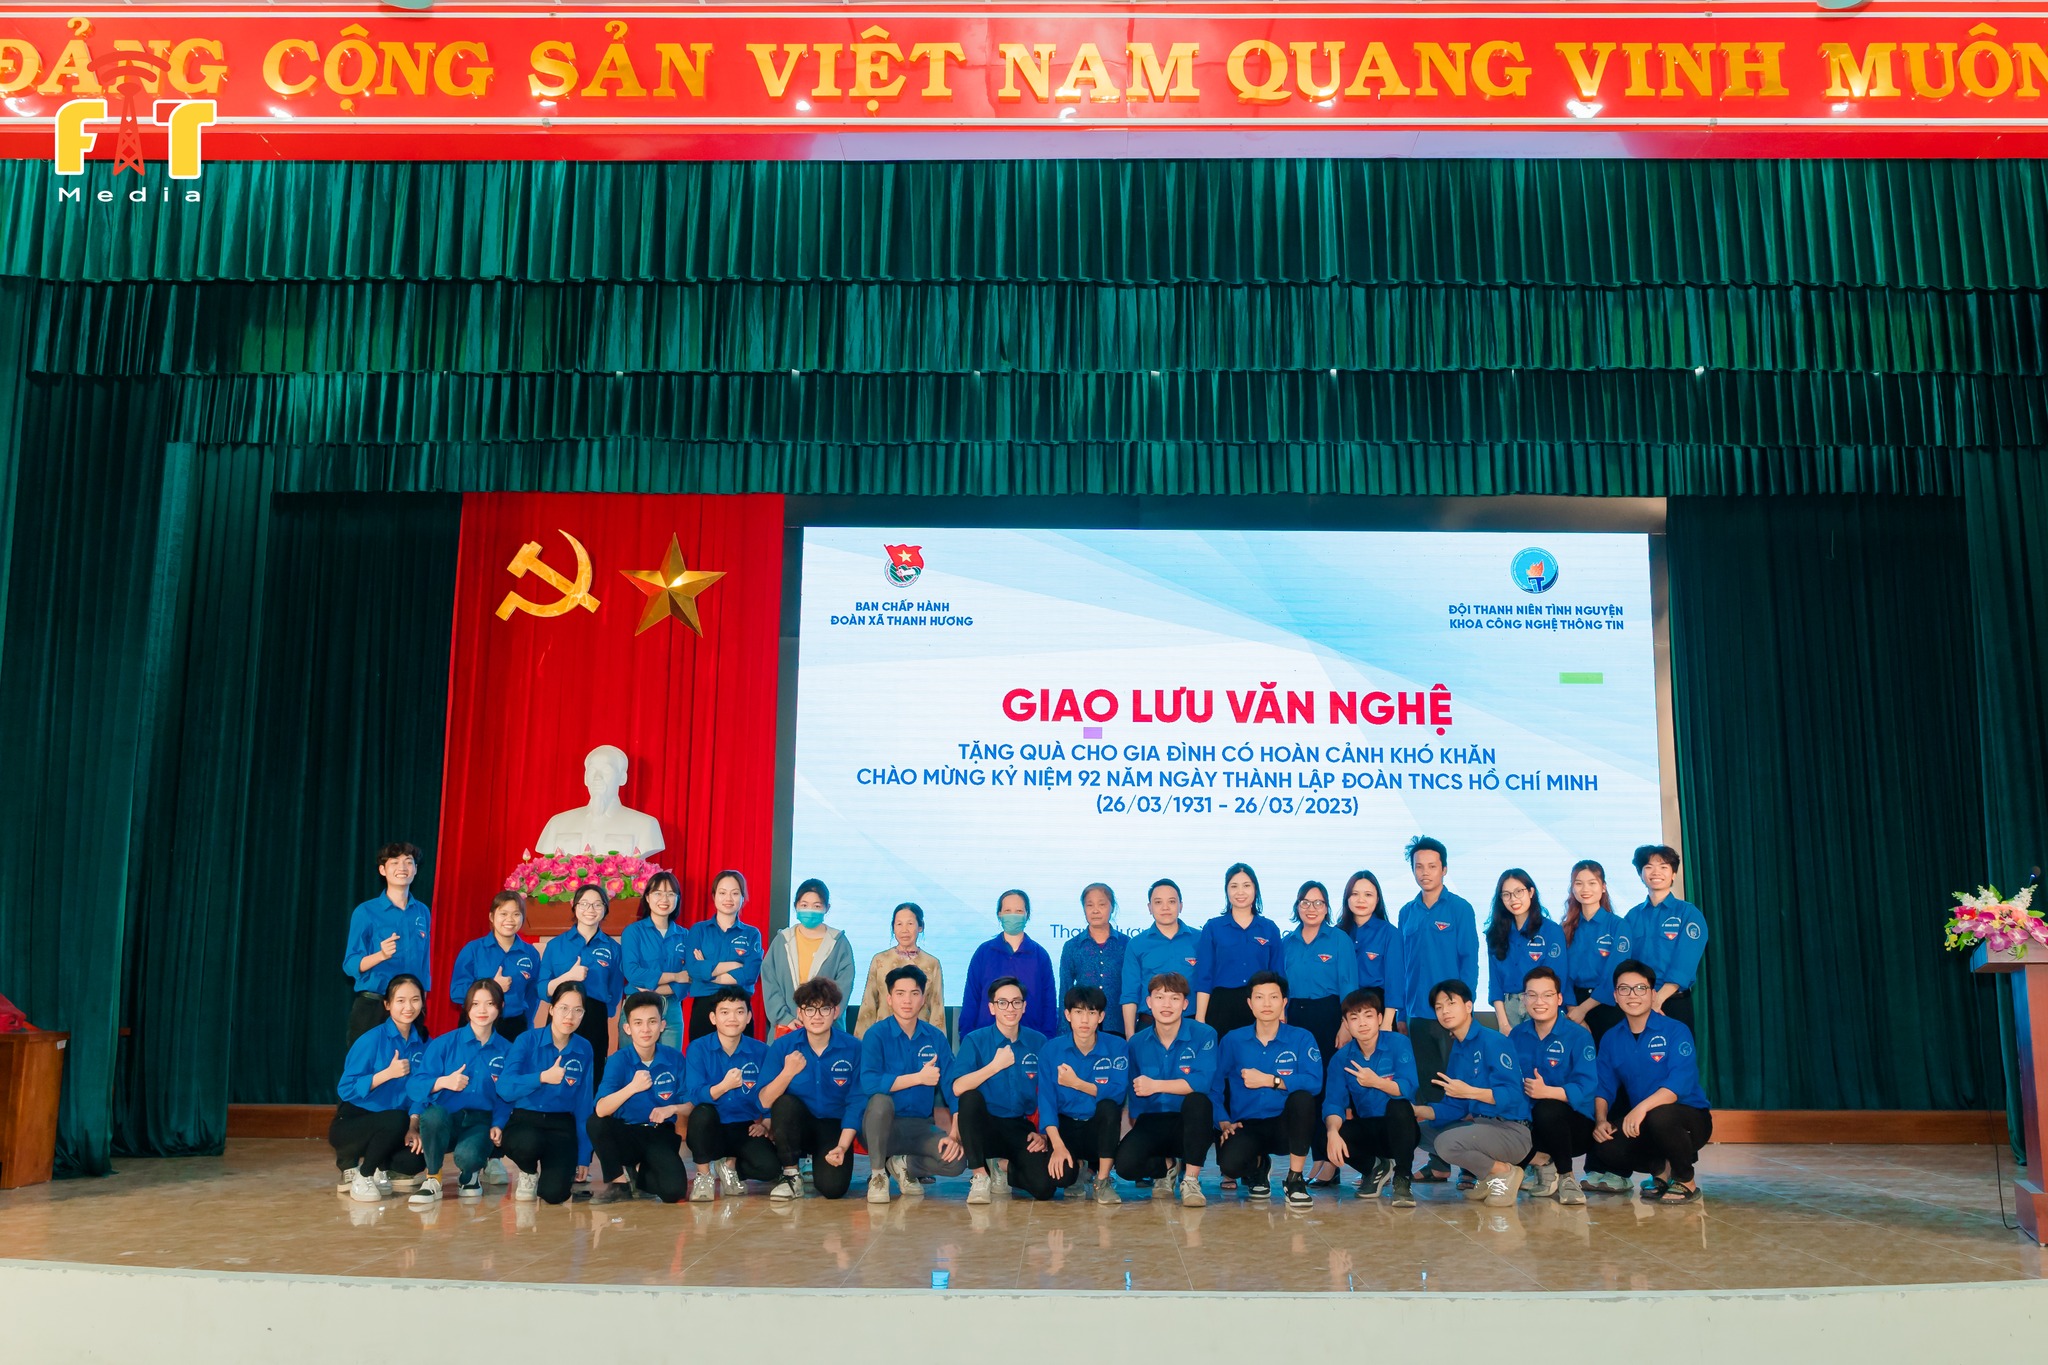 ĐẢNG CỘNG SẢN VIỆT NAM QUANG VINH MUÔN
FIT
Media
BAN CHẤP HÀNH
ĐOÀN XÃ THANH HƯƠNG
ĐỘI THANH NIÊN TÌNH NGUYỆN
KHOA CÔNG NGHỆ THÔNG TIN
GIAO LƯU VĂN NGHỆ
TẶNG QUÀ CHO GIA ĐÌNH CÓ HOÀN CẢNH KHÓ KHĂN
CHÀO MỪNG KỶ NIỆM 92 NĂM NGÀY THÀNH LẬP ĐOÀN TNCS HỒ CHÍ MINH
(26/03/1931 - 26/03/2023)